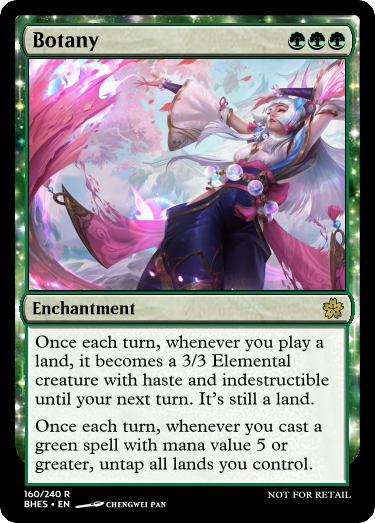 Botany
Enchantment
Once each turn, whenever you play a
land, it becomes a 3/3 Elemental
creature with haste and indestructible
until your next turn. It's still a land.
Once each turn, whenever you cast a
green spell with mana value 5 or
greater, untap all lands you control.
160/240 R
NOT FOR RETAIL
BHES • EN CHENGWEI PAN